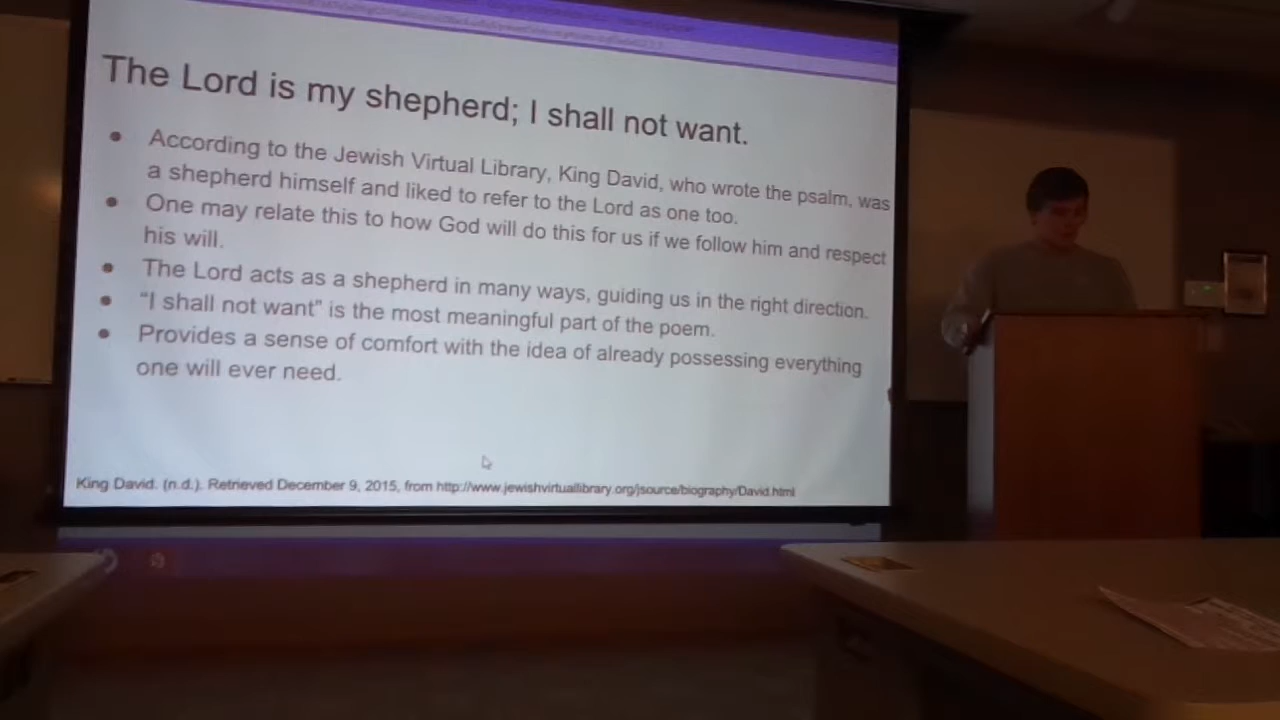 The Lord is my shepherd; I shall not want.
● According to the Jewish Virtual Library, King David, who wrote the psalm, was
a shepherd himself and liked to refer to the Lord as one too.
● One may relate this to how God will do this for us if we follow him and respect
his will.
● The Lord acts as a shepherd in many ways, guiding us in the right direction.
● “I shall not want” is the most meaningful part of the poem.
● Provides a sense of comfort with the idea of already possessing everything
one will ever need.
King David. (n.d.). Retrieved December 9, 2015, from http://www.jewishvirtuallibrary.org/jsource/biography/David.html